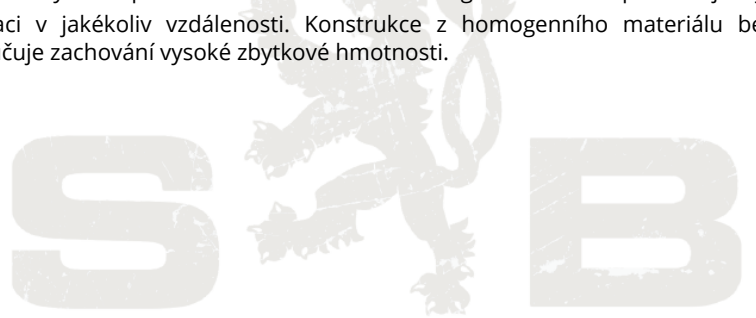 aci v jakékoliv vzdálenosti. Konstrukce z homogenního materiálu be
čuje zachování vysoké zbytkové hmotnosti.
S B